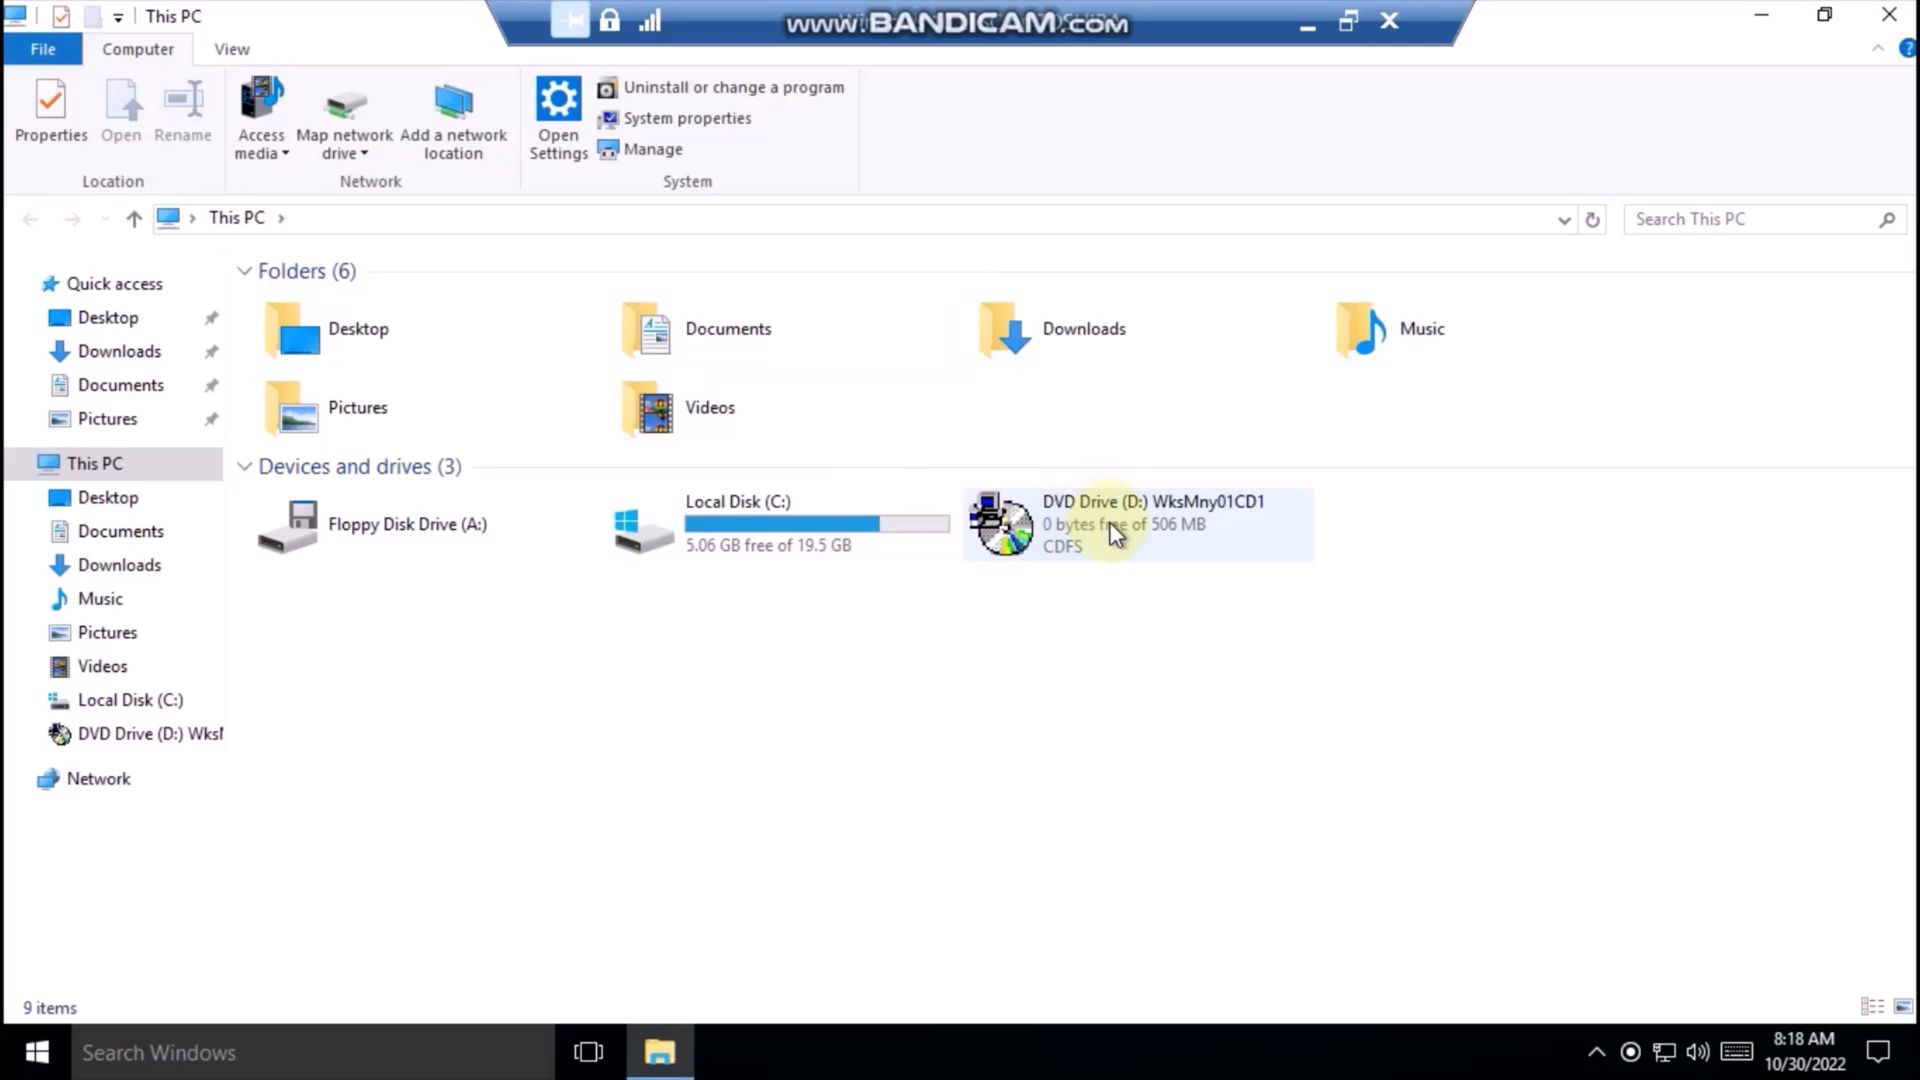 This PC
www.BANDICAM.com
File
Computer
View
Properties
Open
Rename
Access media
Map network drive
Add a network location
Open Settings
Uninstall or change a program
System properties
Manage
Location
Network
System
This PC
Search This PC
Quick access
Desktop
Downloads
Documents
Pictures
This PC
Desktop
Documents
Downloads
Music
Pictures
Videos
Local Disk (C:)
DVD Drive (D:) Wksl
Network
Folders (6)
Desktop
Documents
Downloads
Music
Pictures
Videos
Devices and drives (3)
Floppy Disk Drive (A:)
Local Disk (C:)
5.06 GB free of 19.5 GB
DVD Drive (D:) WksMny01CD1
0 bytes free of 506 MB
CDFS
9 items
Search Windows
8:18 AM
10/30/2022